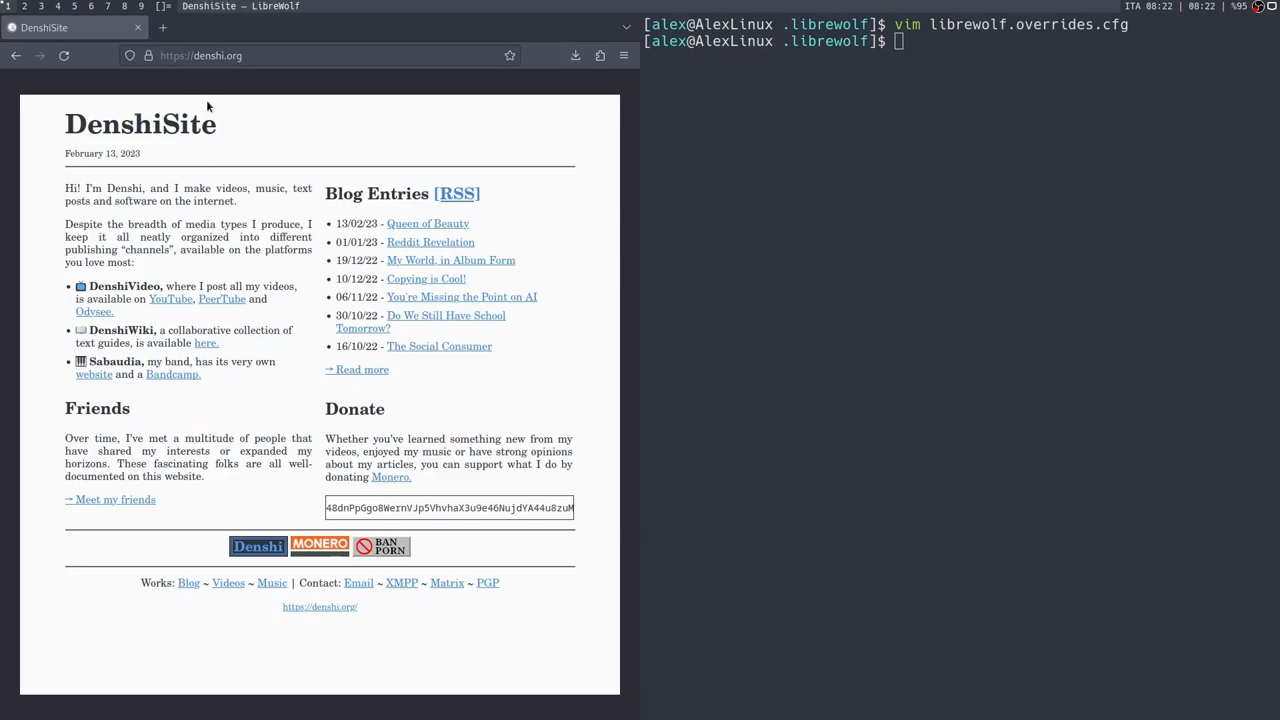 1 2 3 4 5 6 7 8 9 []= DenshiSite — LibreWolf
ITA 08:22 | 08:22 | %95
DenshiSite
https://denshi.org
DenshiSite
February 13, 2023
Hi! I'm Denshi, and I make videos, music, text
posts and software on the internet.
Despite the breadth of media types I produce, I
keep it all neatly organized into different
publishing “channels”, available on the platforms
you love most:
• DenshiVideo, where I post all my videos,
is available on YouTube, PeerTube and
Odysee.
• DenshiWiki, a collaborative collection of
text guides, is available here.
• Sabaudia, my band, has its very own
website and a Bandcamp.
Friends
Over time, I've met a multitude of people that
have shared my interests or expanded my
horizons. These fascinating folks are all well-
documented on this website.
→ Meet my friends
Blog Entries [RSS]
• 13/02/23 - Queen of Beauty
• 01/01/23 - Reddit Revelation
• 19/12/22 - My World, in Album Form
• 10/12/22 - Copying is Cool!
• 06/11/22 - You're Missing the Point on AI
• 30/10/22 - Do We Still Have School
Tomorrow?
• 16/10/22 - The Social Consumer
→ Read more
Donate
Whether you've learned something new from my
videos, enjoyed my music or have strong opinions
about my articles, you can support what I do by
donating Monero.
48dnPpGgo8WernVJp5VhvhaX3u9e46NujdYA44u8zuM
Denshi
MONERO
BAN
PORN
Works: Blog ~ Videos ~ Music | Contact: Email ~ XMPP ~ Matrix ~ PGP
https://denshi.org/
[alex@AlexLinux .librewolf]$ vim librewolf.overrides.cfg
[alex@AlexLinux .librewolf]$